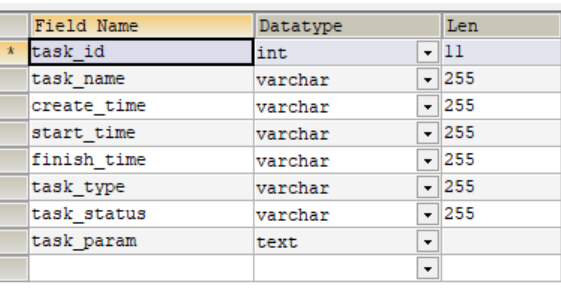 Field Name Datatype Len
* task_id int 11
task_name varchar 255
create_time varchar 255
start_time varchar 255
finish_time varchar 255
task_type varchar 255
task_status varchar 255
task_param text